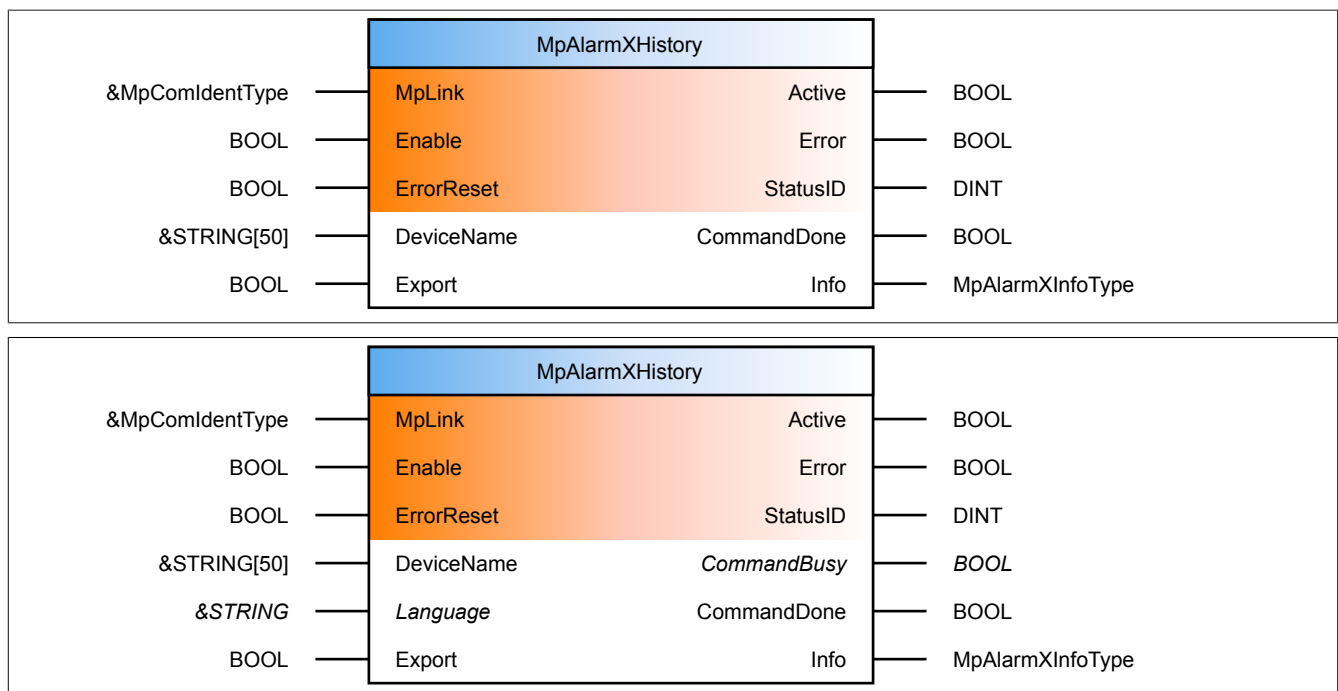 MpAlarmXHistory
&MpComIdentType MpLink Active BOOL
BOOL Enable Error BOOL
BOOL ErrorReset StatusID DINT
&STRING[50] DeviceName CommandDone BOOL
BOOL Export Info MpAlarmXInfoType
MpAlarmXHistory
&MpComIdentType MpLink Active BOOL
BOOL Enable Error BOOL
BOOL ErrorReset StatusID DINT
&STRING[50] DeviceName CommandBusy BOOL
&STRING Language CommandDone BOOL
BOOL Export Info MpAlarmXInfoType